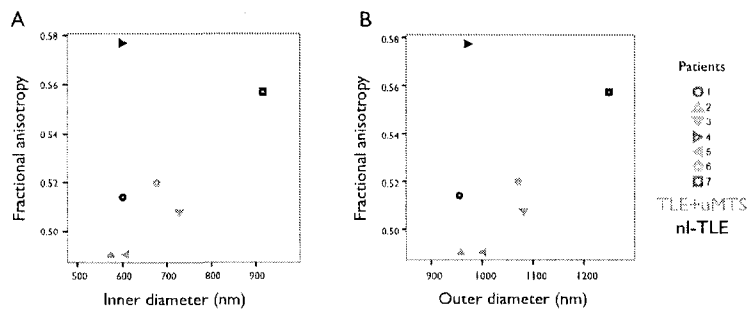 A
B
0.58
0.56
0.54
0.52
0.50
Fractional anisotropy
500
600
700
800
900
Inner diameter (nm)
0.58
0.56
0.54
0.52
0.50
Fractional anisotropy
900
1000
1100
1200
Outer diameter (nm)
Patients
1
2
3
4
5
6
7
TLE+uMTS
nl-TLE